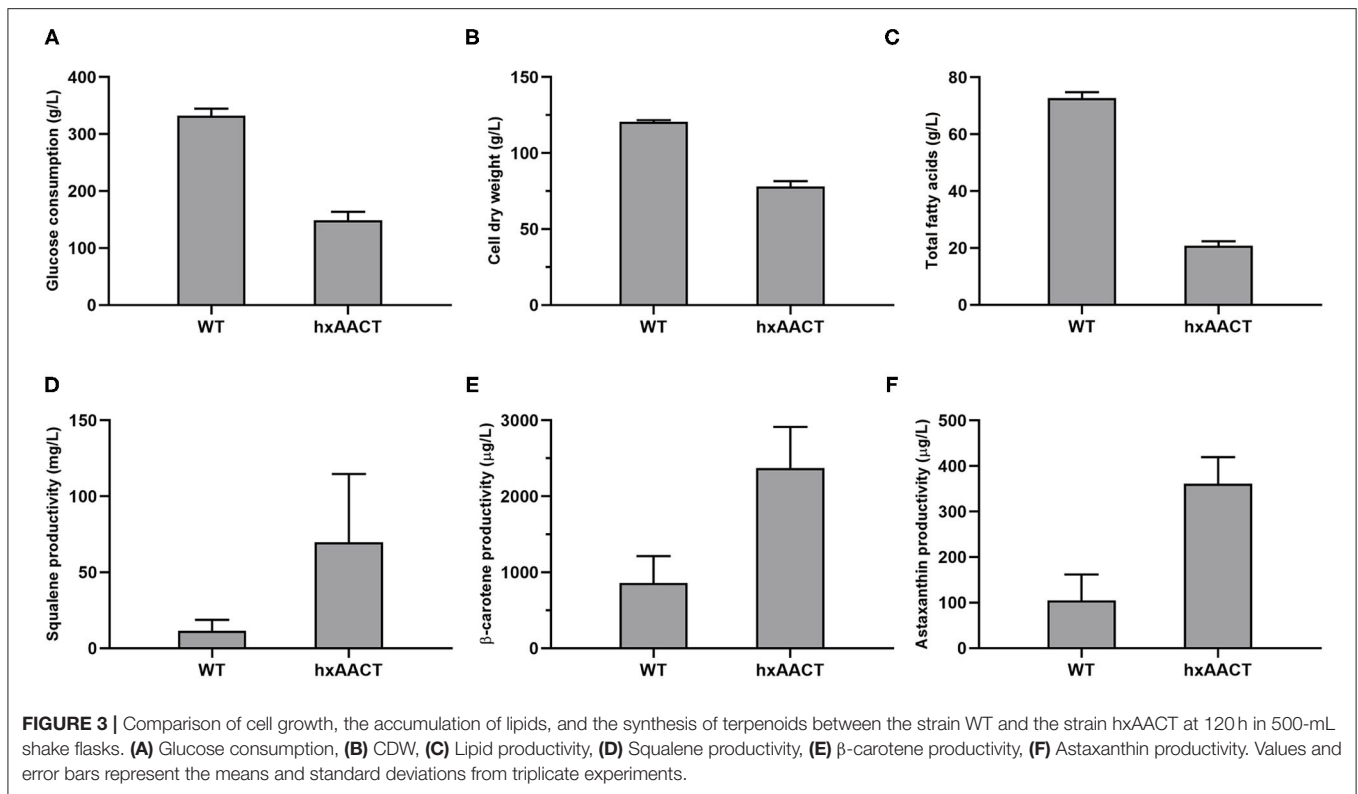 A
Glucose consumption (g/L)
400
300
200
100
0
WT
hxAACT
B
Cell dry weight (g/L)
150
100
50
0
WT
hxAACT
C
Total fatty acids (g/L)
80
60
40
20
0
WT
hxAACT
D
Squalene productivity (mg/L)
150
100
50
0
WT
hxAACT
E
β-carotene productivity (μg/L)
3000
2000
1000
0
WT
hxAACT
F
Astaxanthin productivity (μg/L)
500
400
300
200
100
0
WT
hxAACT
FIGURE 3 | Comparison of cell growth, the accumulation of lipids, and the synthesis of terpenoids between the strain WT and the strain hxAACT at 120 h in 500-mL
shake flasks. (A) Glucose consumption, (B) CDW, (C) Lipid productivity, (D) Squalene productivity, (E) β-carotene productivity, (F) Astaxanthin productivity. Values and
error bars represent the means and standard deviations from triplicate experiments.